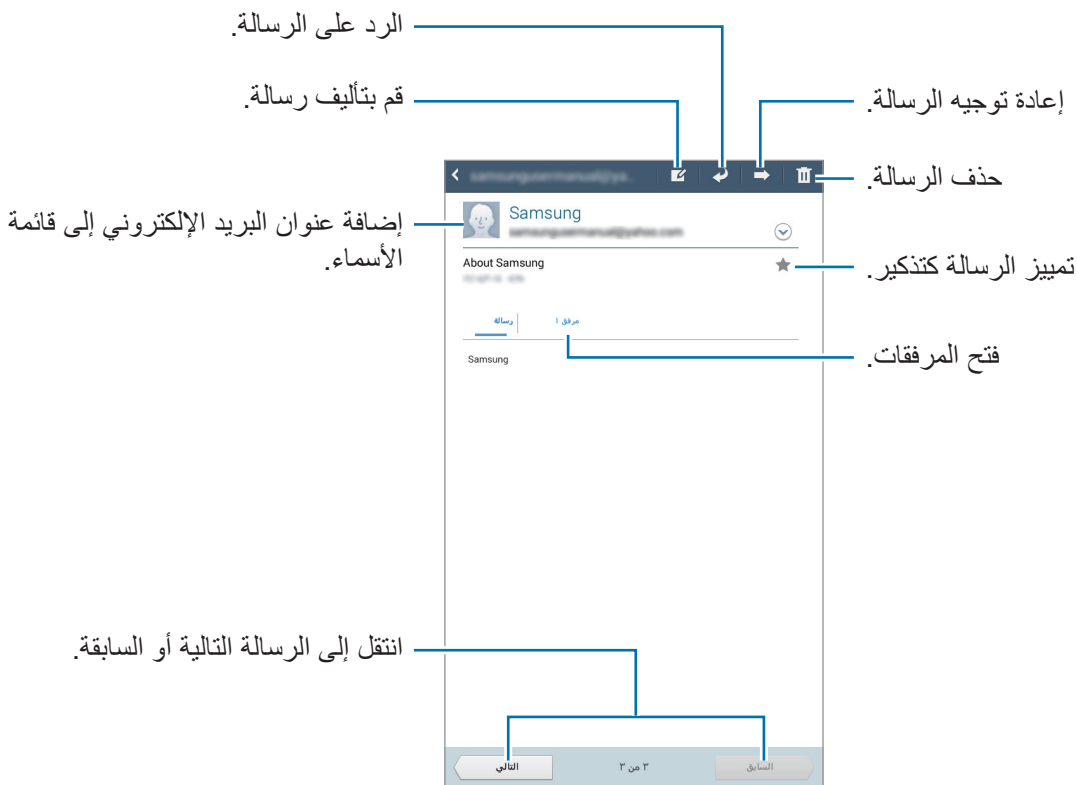 الرد على الرسالة.
قم بتأليف رسالة.
إعادة توجيه الرسالة.
حذف الرسالة.
إضافة عنوان البريد الإلكتروني إلى قائمة
الأسماء.
تمييز الرسالة كتذكير.
فتح المرفقات.
Samsung
About Samsung
مرفق ١
رسالة
Samsung
انتقل إلى الرسالة التالية أو السابقة.
السابق
٣ من ٣
التالي